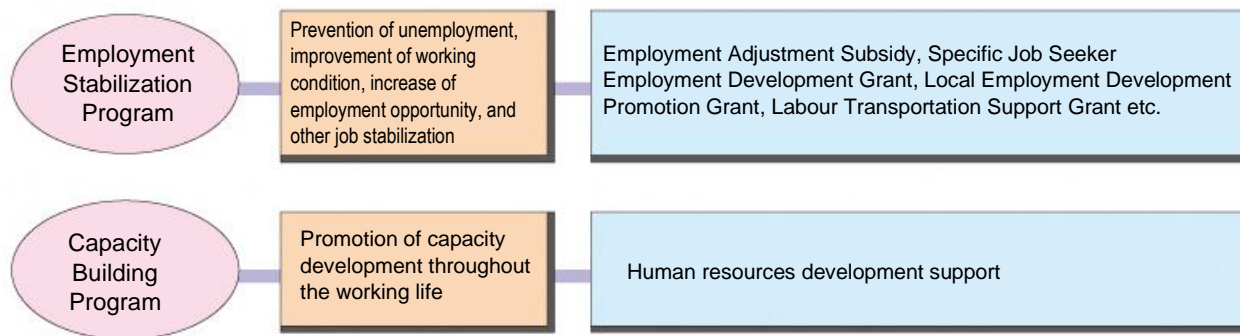 Employment
Stabilization
Program
Prevention of unemployment,
improvement of working
condition, increase of
employment opportunity, and
other job stabilization
Employment Adjustment Subsidy, Specific Job Seeker
Employment Development Grant, Local Employment Development
Promotion Grant, Labour Transportation Support Grant etc.
Capacity
Building
Program
Promotion of capacity
development throughout
the working life
Human resources development support